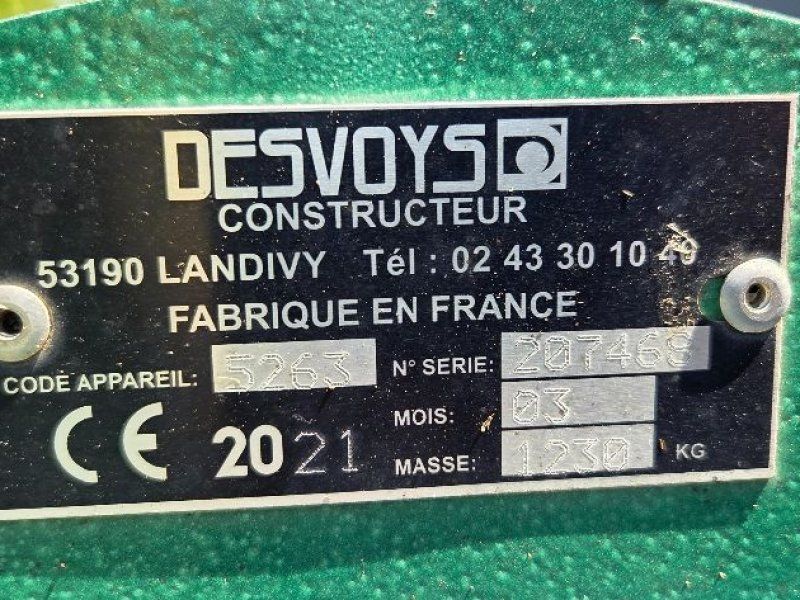 DESVOYS
CONSTRUCTEUR
53190 LANDIVY Tél : 02 43 30 10 40
FABRIQUE EN FRANCE
CODE APPAREIL: 5263 N° SERIE: 207468
MOIS: 03
CE 2021 MASSE: 1230 KG